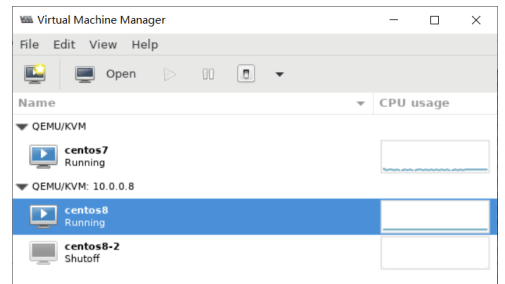 Virtual Machine Manager
File Edit View Help
Open
Name CPU usage
QEMU/KVM
centos7
Running
QEMU/KVM: 10.0.0.8
centos8
Running
centos8-2
Shutoff